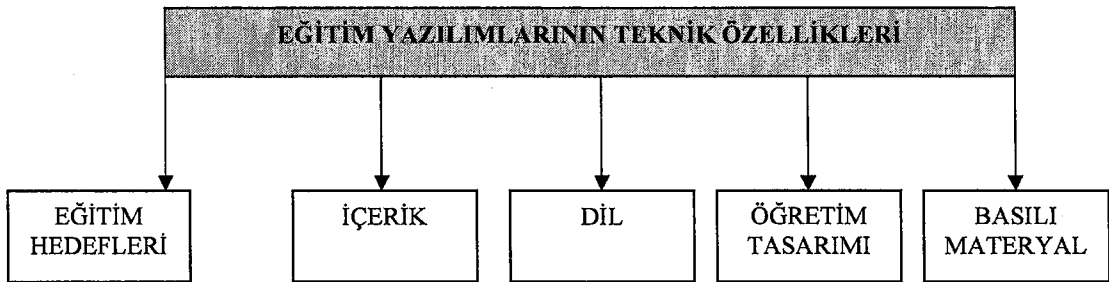 EĞİTİM YAZILIMLARININ TEKNİK ÖZELLİKLERİ
EĞİTİM
HEDEFLERİ
İÇERİK
DİL
ÖĞRETİM
TASARIMI
BASILI
MATERYAL